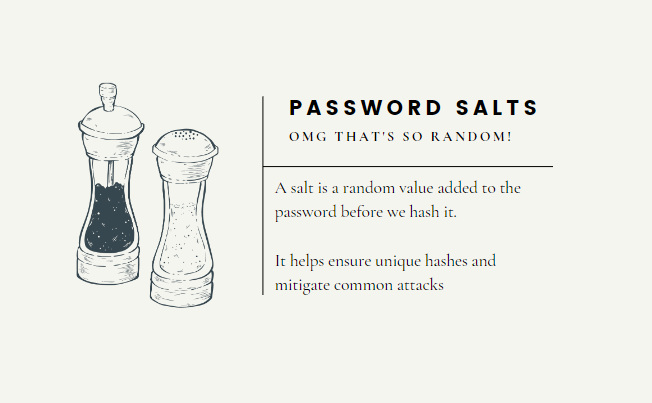 PASSWORD SALTS
OMG THAT'S SO RANDOM!
A salt is a random value added to the
password before we hash it.
It helps ensure unique hashes and
mitigate common attacks